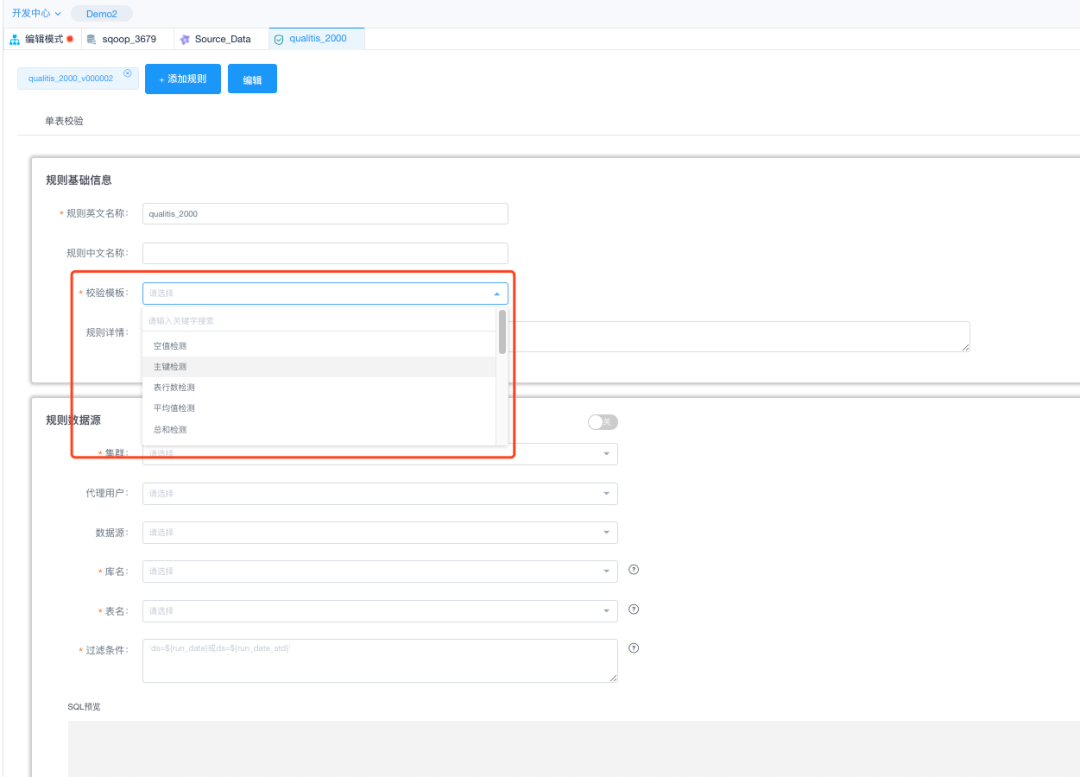 开发中心 Demo2
编辑模式 sqoop_3679 Source_Data qualitis_2000
qualitis_2000_v000002 + 添加规则 编辑
单表校验
规则基础信息
* 规则英文名称: qualitis_2000
规则中文名称:
* 校验模板: 请选择
请输入关键字搜索
规则详情:
空值检测
主键检测
表行数检测
平均值检测
总和检测
规则数据源 关
* 集群: 请选择
代理用户: 请选择
数据源: 请选择
* 库名: 请选择
* 表名: 请选择
* 过滤条件: 'ds=${run_date}或ds=${run_date_std}'
SQL预览